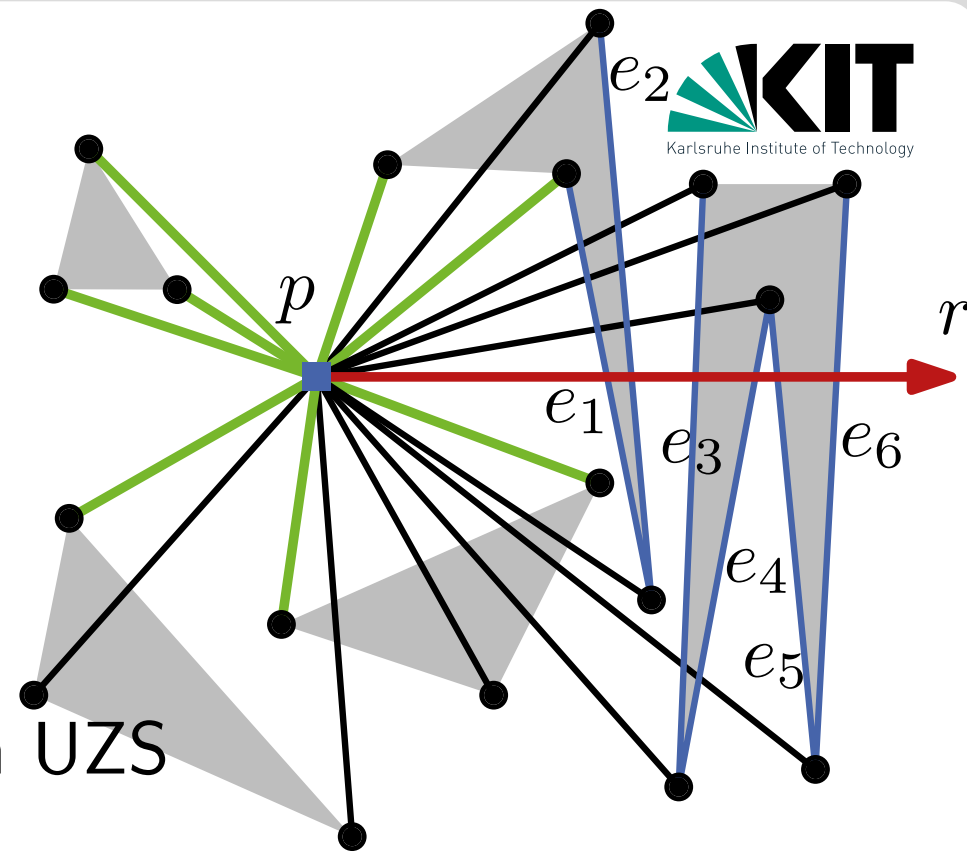 e₂
KIT
Karlsruhe Institute of Technology
p
r
e₁
e₃
e₆
e₄
e₅
UZS